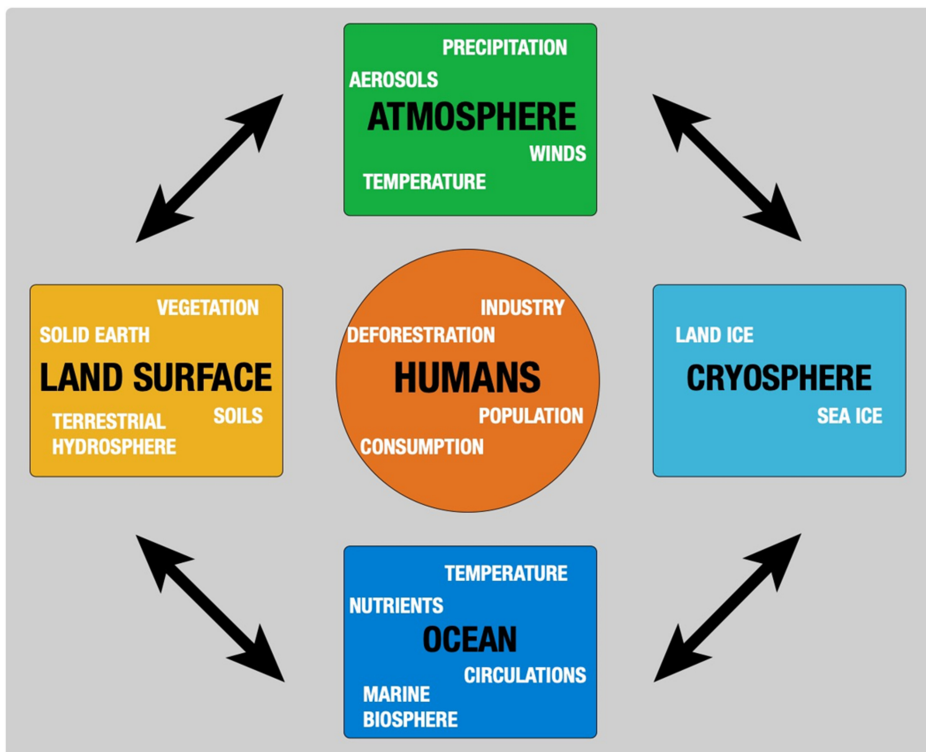 PRECIPITATION
AEROSOLS
ATMOSPHERE
WINDS
TEMPERATURE
VEGETATION
SOLID EARTH
LAND SURFACE
SOILS
TERRESTRIAL
HYDROSPHERE
INDUSTRY
DEFORESTRATION
HUMANS
POPULATION
CONSUMPTION
LAND ICE
CRYOSPHERE
SEA ICE
TEMPERATURE
NUTRIENTS
OCEAN
CIRCULATIONS
MARINE
BIOSPHERE